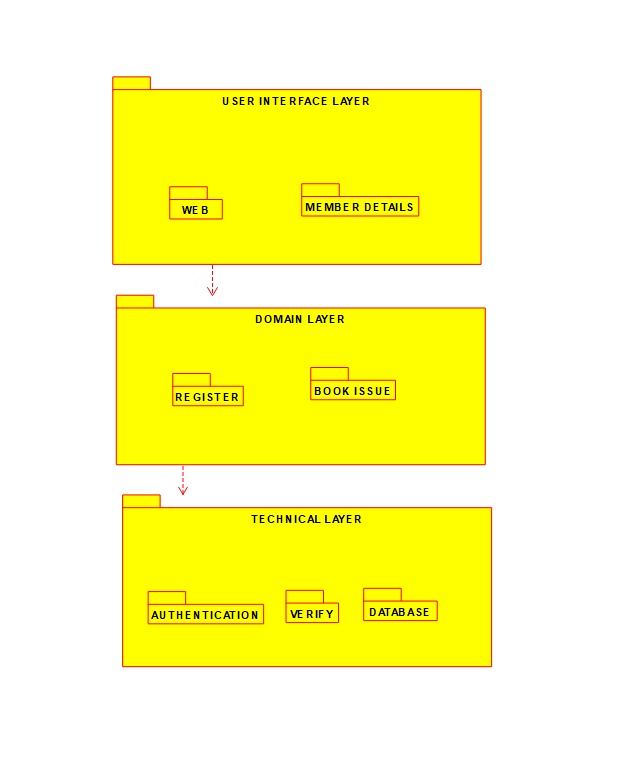 USER INTERFACE LAYER
WEB
MEMBER DETAILS
DOMAIN LAYER
REGISTER
BOOK ISSUE
TECHNICAL LAYER
AUTHENTICATION
VERIFY
DATABASE